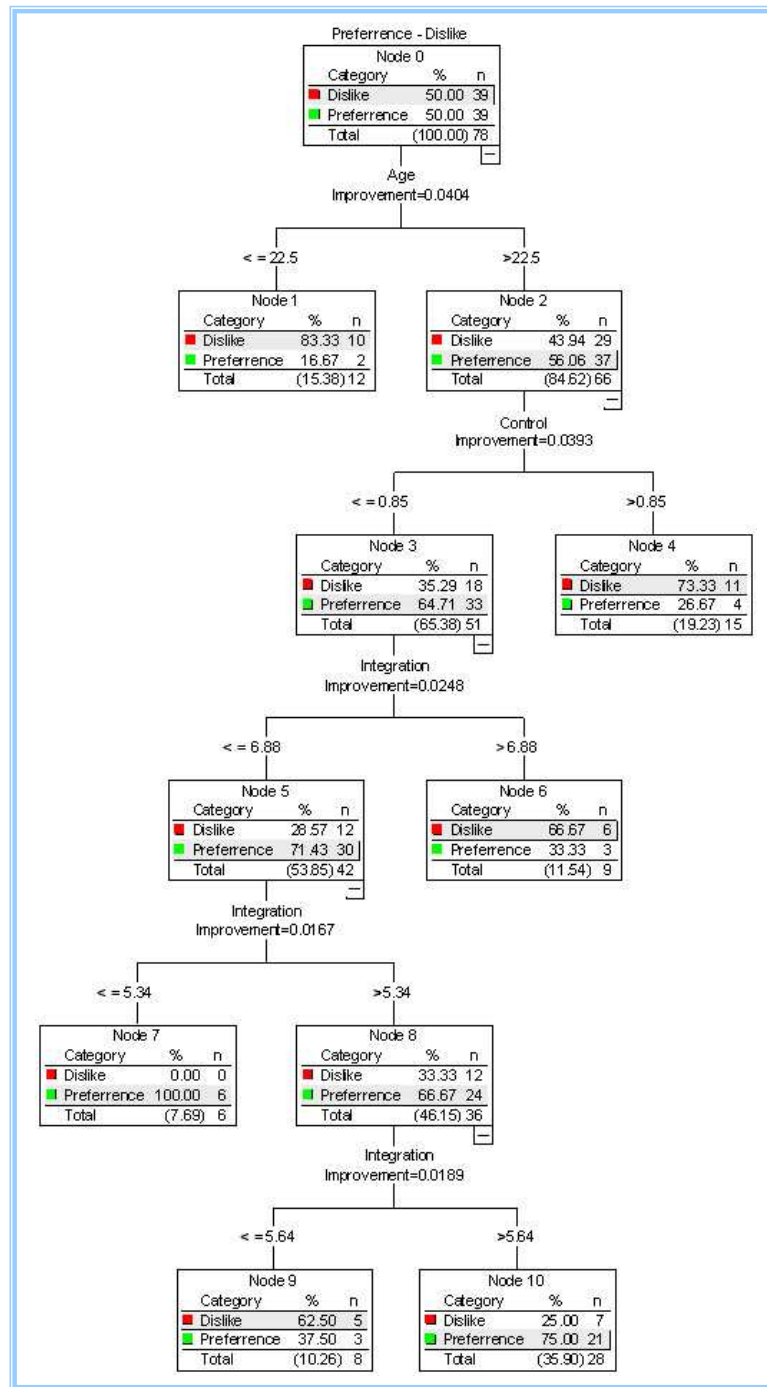 Preferrence - Dislike
Node 0
Category % n
Dislike 50.00 39
Preferrence 50.00 39
Total (100.00) 78
Age
Improvement=0.0404
< = 22.5
>22.5
Node 1
Category % n
Dislike 83.33 10
Preferrence 16.67 2
Total (15.38) 12
Node 2
Category % n
Dislike 43.94 29
Preferrence 56.06 37
Total (84.62) 66
Control
Improvement=0.0393
< = 0.85
>0.85
Node 3
Category % n
Dislike 35.29 18
Preferrence 64.71 33
Total (65.38) 51
Node 4
Category % n
Dislike 73.33 11
Preferrence 26.67 4
Total (19.23) 15
Integration
Improvement=0.0248
< = 6.88
>6.88
Node 5
Category % n
Dislike 28.57 12
Preferrence 71.43 30
Total (53.85) 42
Node 6
Category % n
Dislike 66.67 6
Preferrence 33.33 3
Total (11.54) 9
Integration
Improvement=0.0167
< = 5.34
>5.34
Node 7
Category % n
Dislike 0.00 0
Preferrence 100.00 6
Total (7.69) 6
Node 8
Category % n
Dislike 33.33 12
Preferrence 66.67 24
Total (46.15) 36
Integration
Improvement=0.0189
< =5.64
>5.64
Node 9
Category % n
Dislike 62.50 5
Preferrence 37.50 3
Total (10.26) 8
Node 10
Category % n
Dislike 25.00 7
Preferrence 75.00 21
Total (35.90) 28